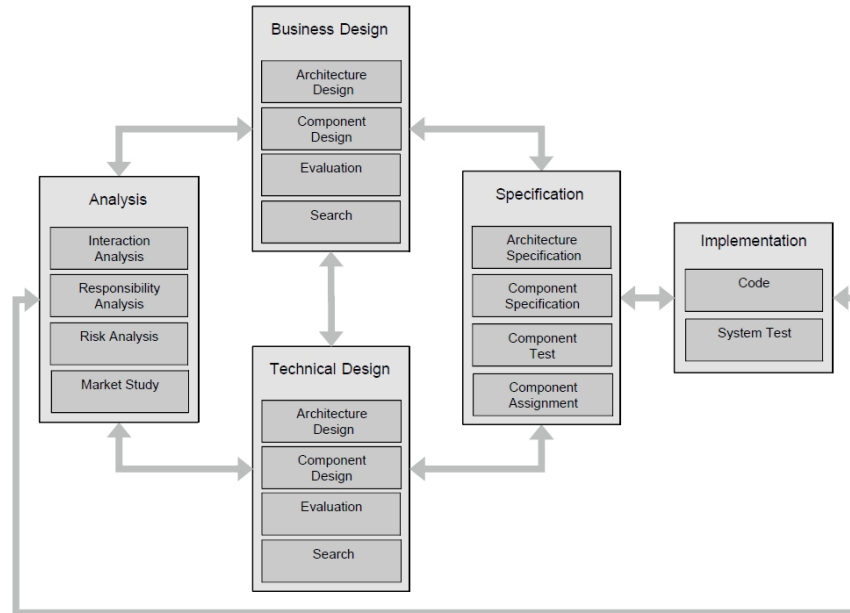 Business Design
Architecture
Design
Component
Design
Evaluation
Search
Analysis
Interaction
Analysis
Responsibility
Analysis
Risk Analysis
Market Study
Technical Design
Architecture
Design
Component
Design
Evaluation
Search
Specification
Architecture
Specification
Component
Specification
Component
Test
Component
Assignment
Implementation
Code
System Test